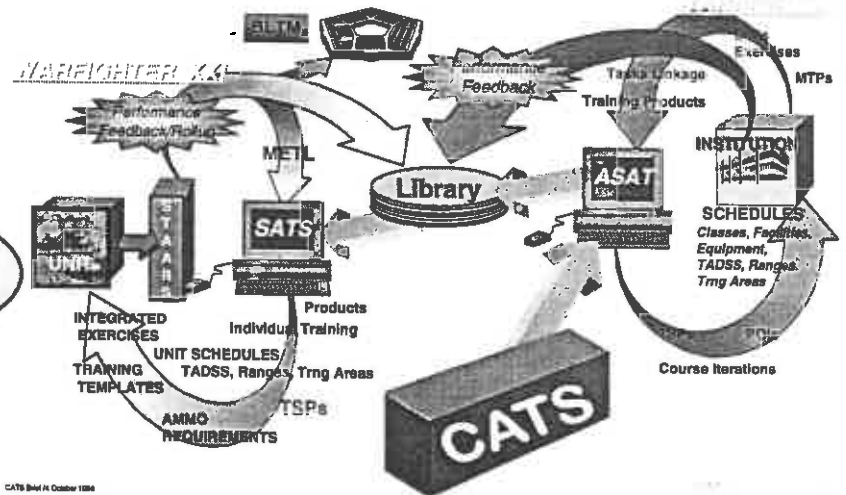 BLTM
WARFIGHTER XXI
Performance
Feedback/Rollup
METL
Performance
Feedback
Exercises
Tasks Linkage
MTPs
Training Products
INSTITUTION
Library
ASAT
SATS
UNIT
STAARS
SCHEDULES
Classes, Facilities,
Equipment,
TADSS, Ranges,
Trng Areas
Products
Individual Training
INTEGRATED
EXERCISES
UNIT SCHEDULES
TADSS, Ranges, Trng Areas
TRAINING
TEMPLATES
TSPs
AMMO
REQUIREMENTS
Course Iterations
CATS